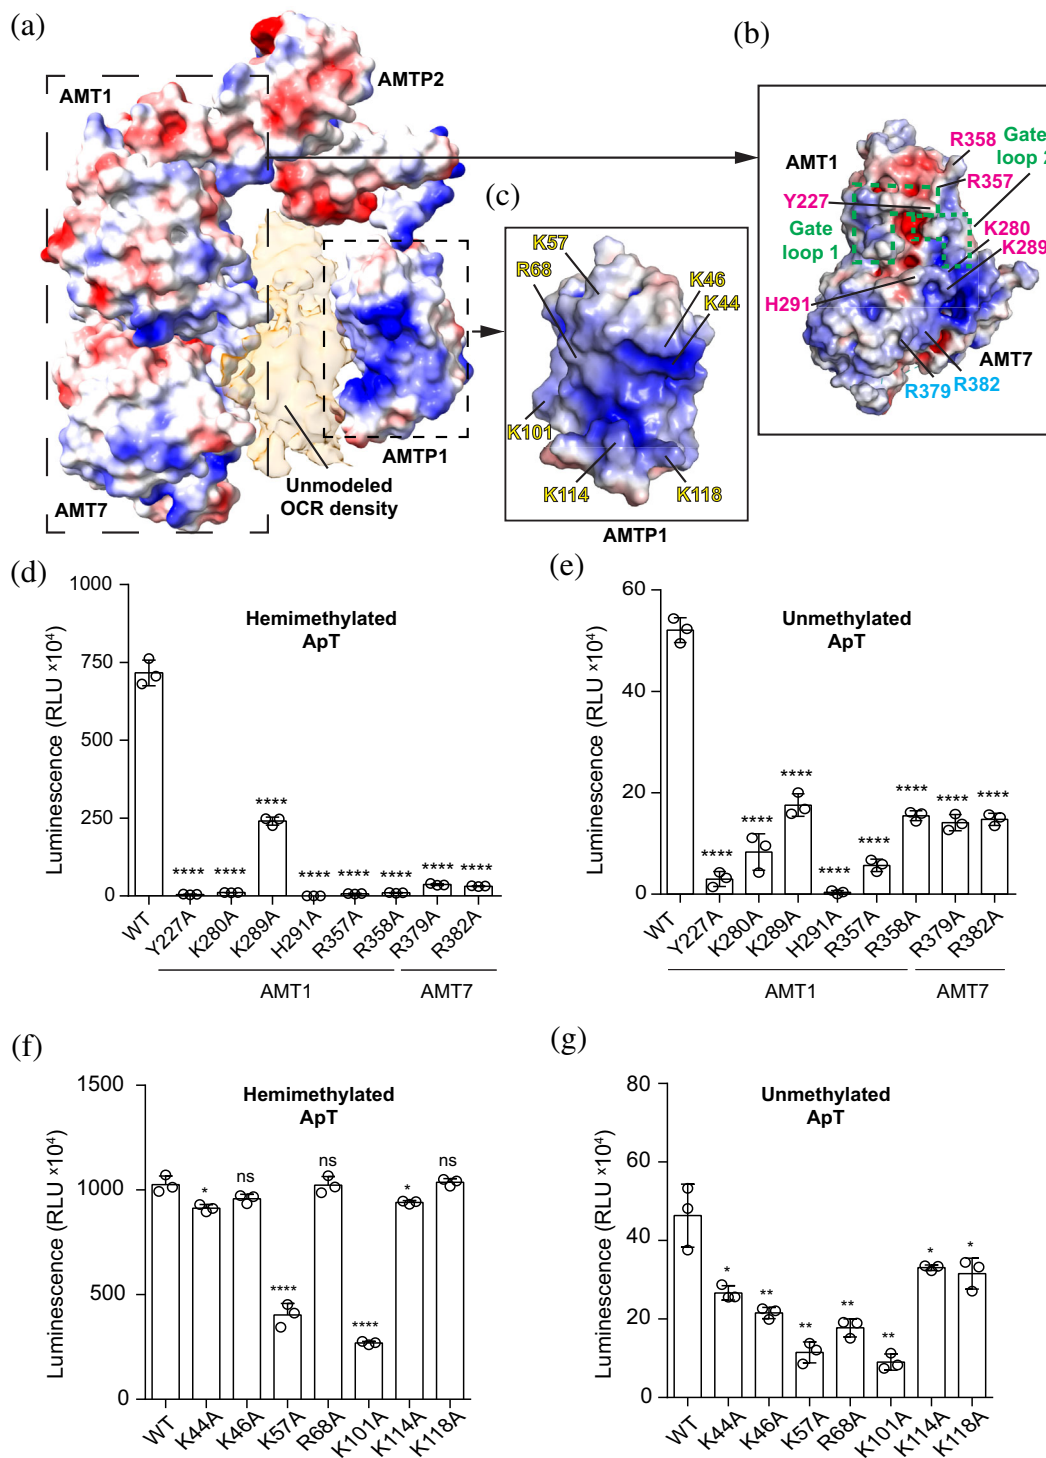 (a)
AMT1
AMTP2
AMT7
Unmodeled
OCR density
AMTP1
(b)
AMT1
R358
Gate
loop 2
R357
Y227
Gate
loop 1
K280
K289
H291
AMT7
R379
R382
(c)
K57
R68
K46
K44
K101
K114
K118
AMTP1
(d)
Hemimethylated
ApT
Luminescence (RLU ×10⁴)
1000
750
500
250
0
**** **** **** **** **** **** **** ****
WT Y227A K280A K289A H291A R357A R358A R379A R382A
AMT1 AMT7
(e)
Unmethylated
ApT
Luminescence (RLU ×10⁴)
60
40
20
0
**** **** **** **** **** **** **** ****
WT Y227A K280A K289A H291A R357A R358A R379A R382A
AMT1 AMT7
(f)
Hemimethylated
ApT
Luminescence (RLU ×10⁴)
1500
1000
500
0
* ns **** ns **** * ns
WT K44A K46A K57A R68A K101A K114A K118A
(g)
Unmethylated
ApT
Luminescence (RLU ×10⁴)
80
60
40
20
0
* ** ** ** ** * *
WT K44A K46A K57A R68A K101A K114A K118A